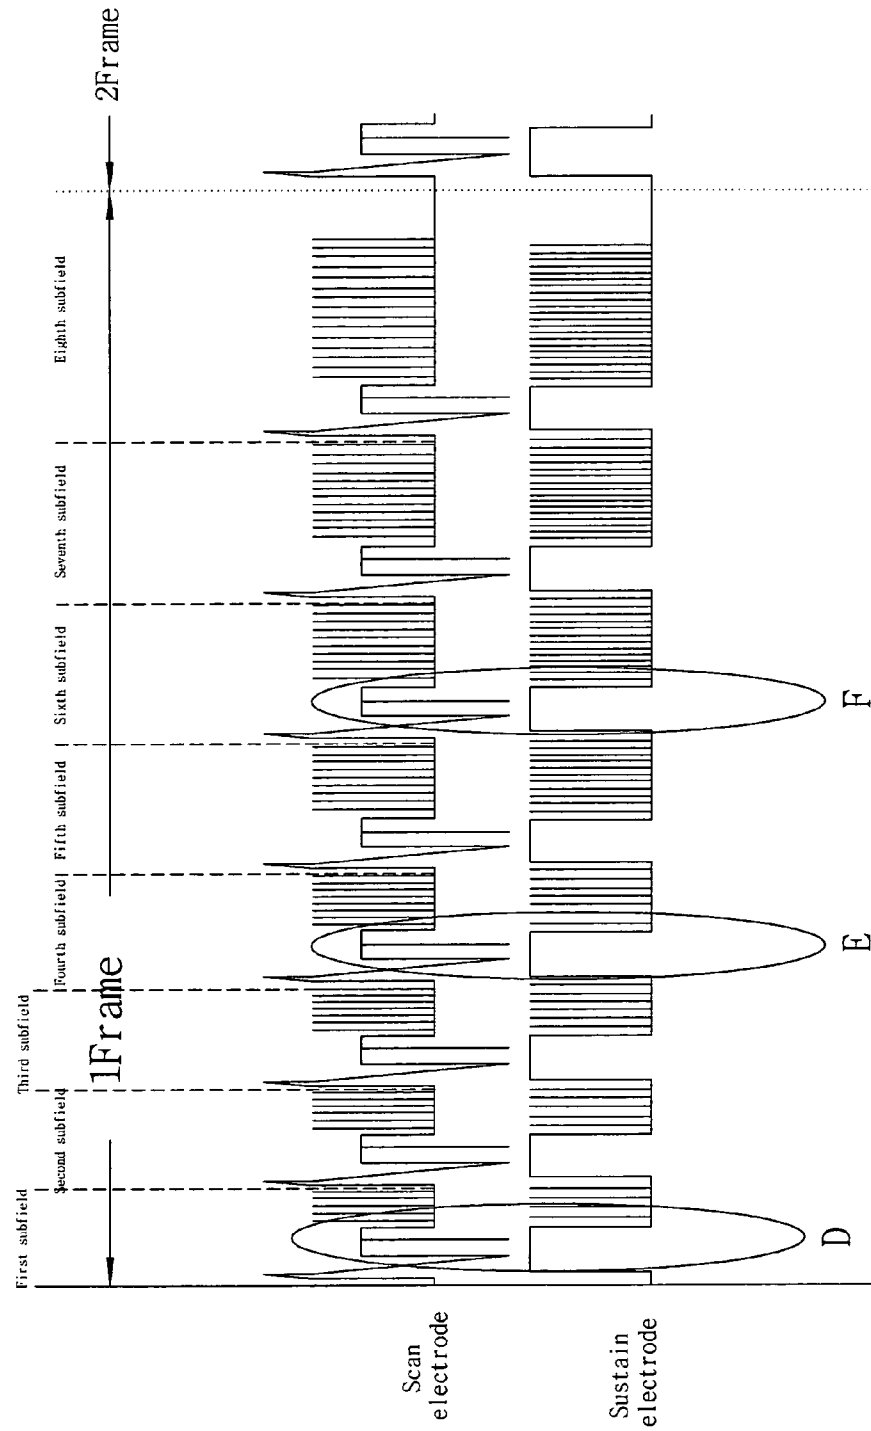 1Frame
2Frame
First subfield
Second subfield
Third subfield
Fourth subfield
Fifth subfield
Sixth subfield
Seventh subfield
Eighth subfield
Scan
electrode
Sustain
electrode
D
E
F